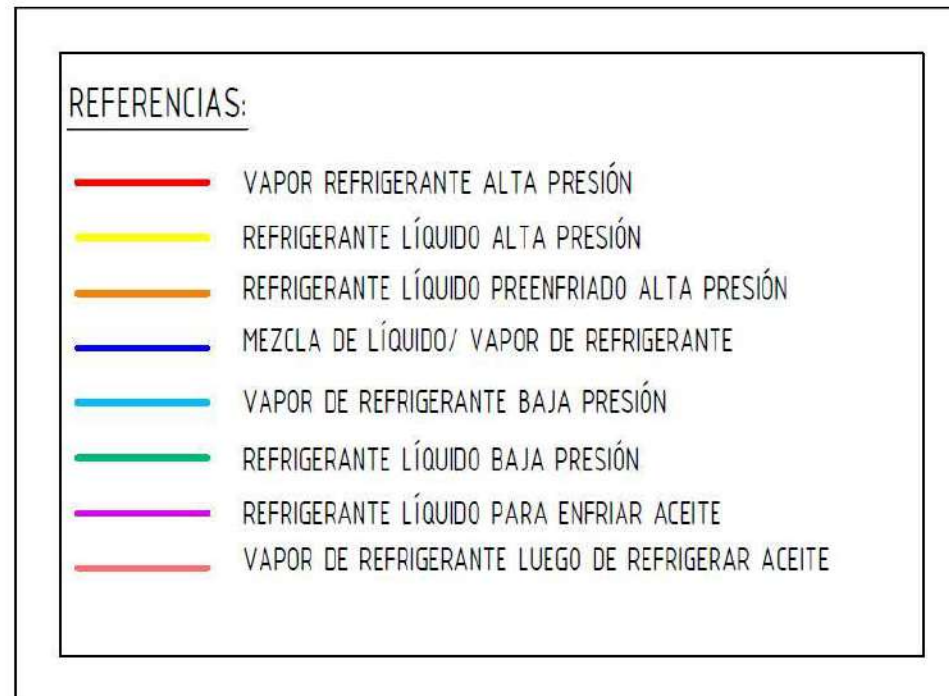 REFERENCIAS:
VAPOR REFRIGERANTE ALTA PRESIÓN
REFRIGERANTE LÍQUIDO ALTA PRESIÓN
REFRIGERANTE LÍQUIDO PREENFRIADO ALTA PRESIÓN
MEZCLA DE LÍQUIDO/ VAPOR DE REFRIGERANTE
VAPOR DE REFRIGERANTE BAJA PRESIÓN
REFRIGERANTE LÍQUIDO BAJA PRESIÓN
REFRIGERANTE LÍQUIDO PARA ENFRIAR ACEITE
VAPOR DE REFRIGERANTE LUEGO DE REFRIGERAR ACEITE